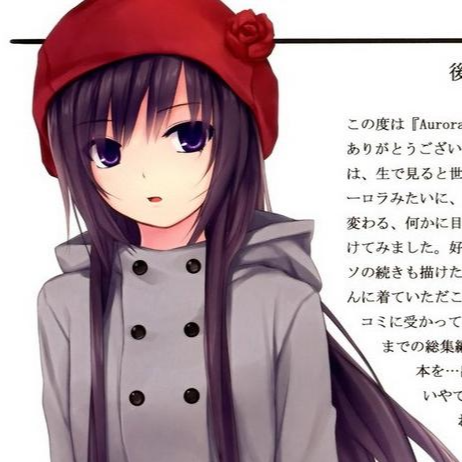 後
この度は『Aurora
ありがとうござい
は、生で見ると世
ーロラみたいに、
変わる、何かに目
けてみました。好
ソの続きも描けた
んに着ていただこ
コミに受かって
までの総集編
本を…
いやで